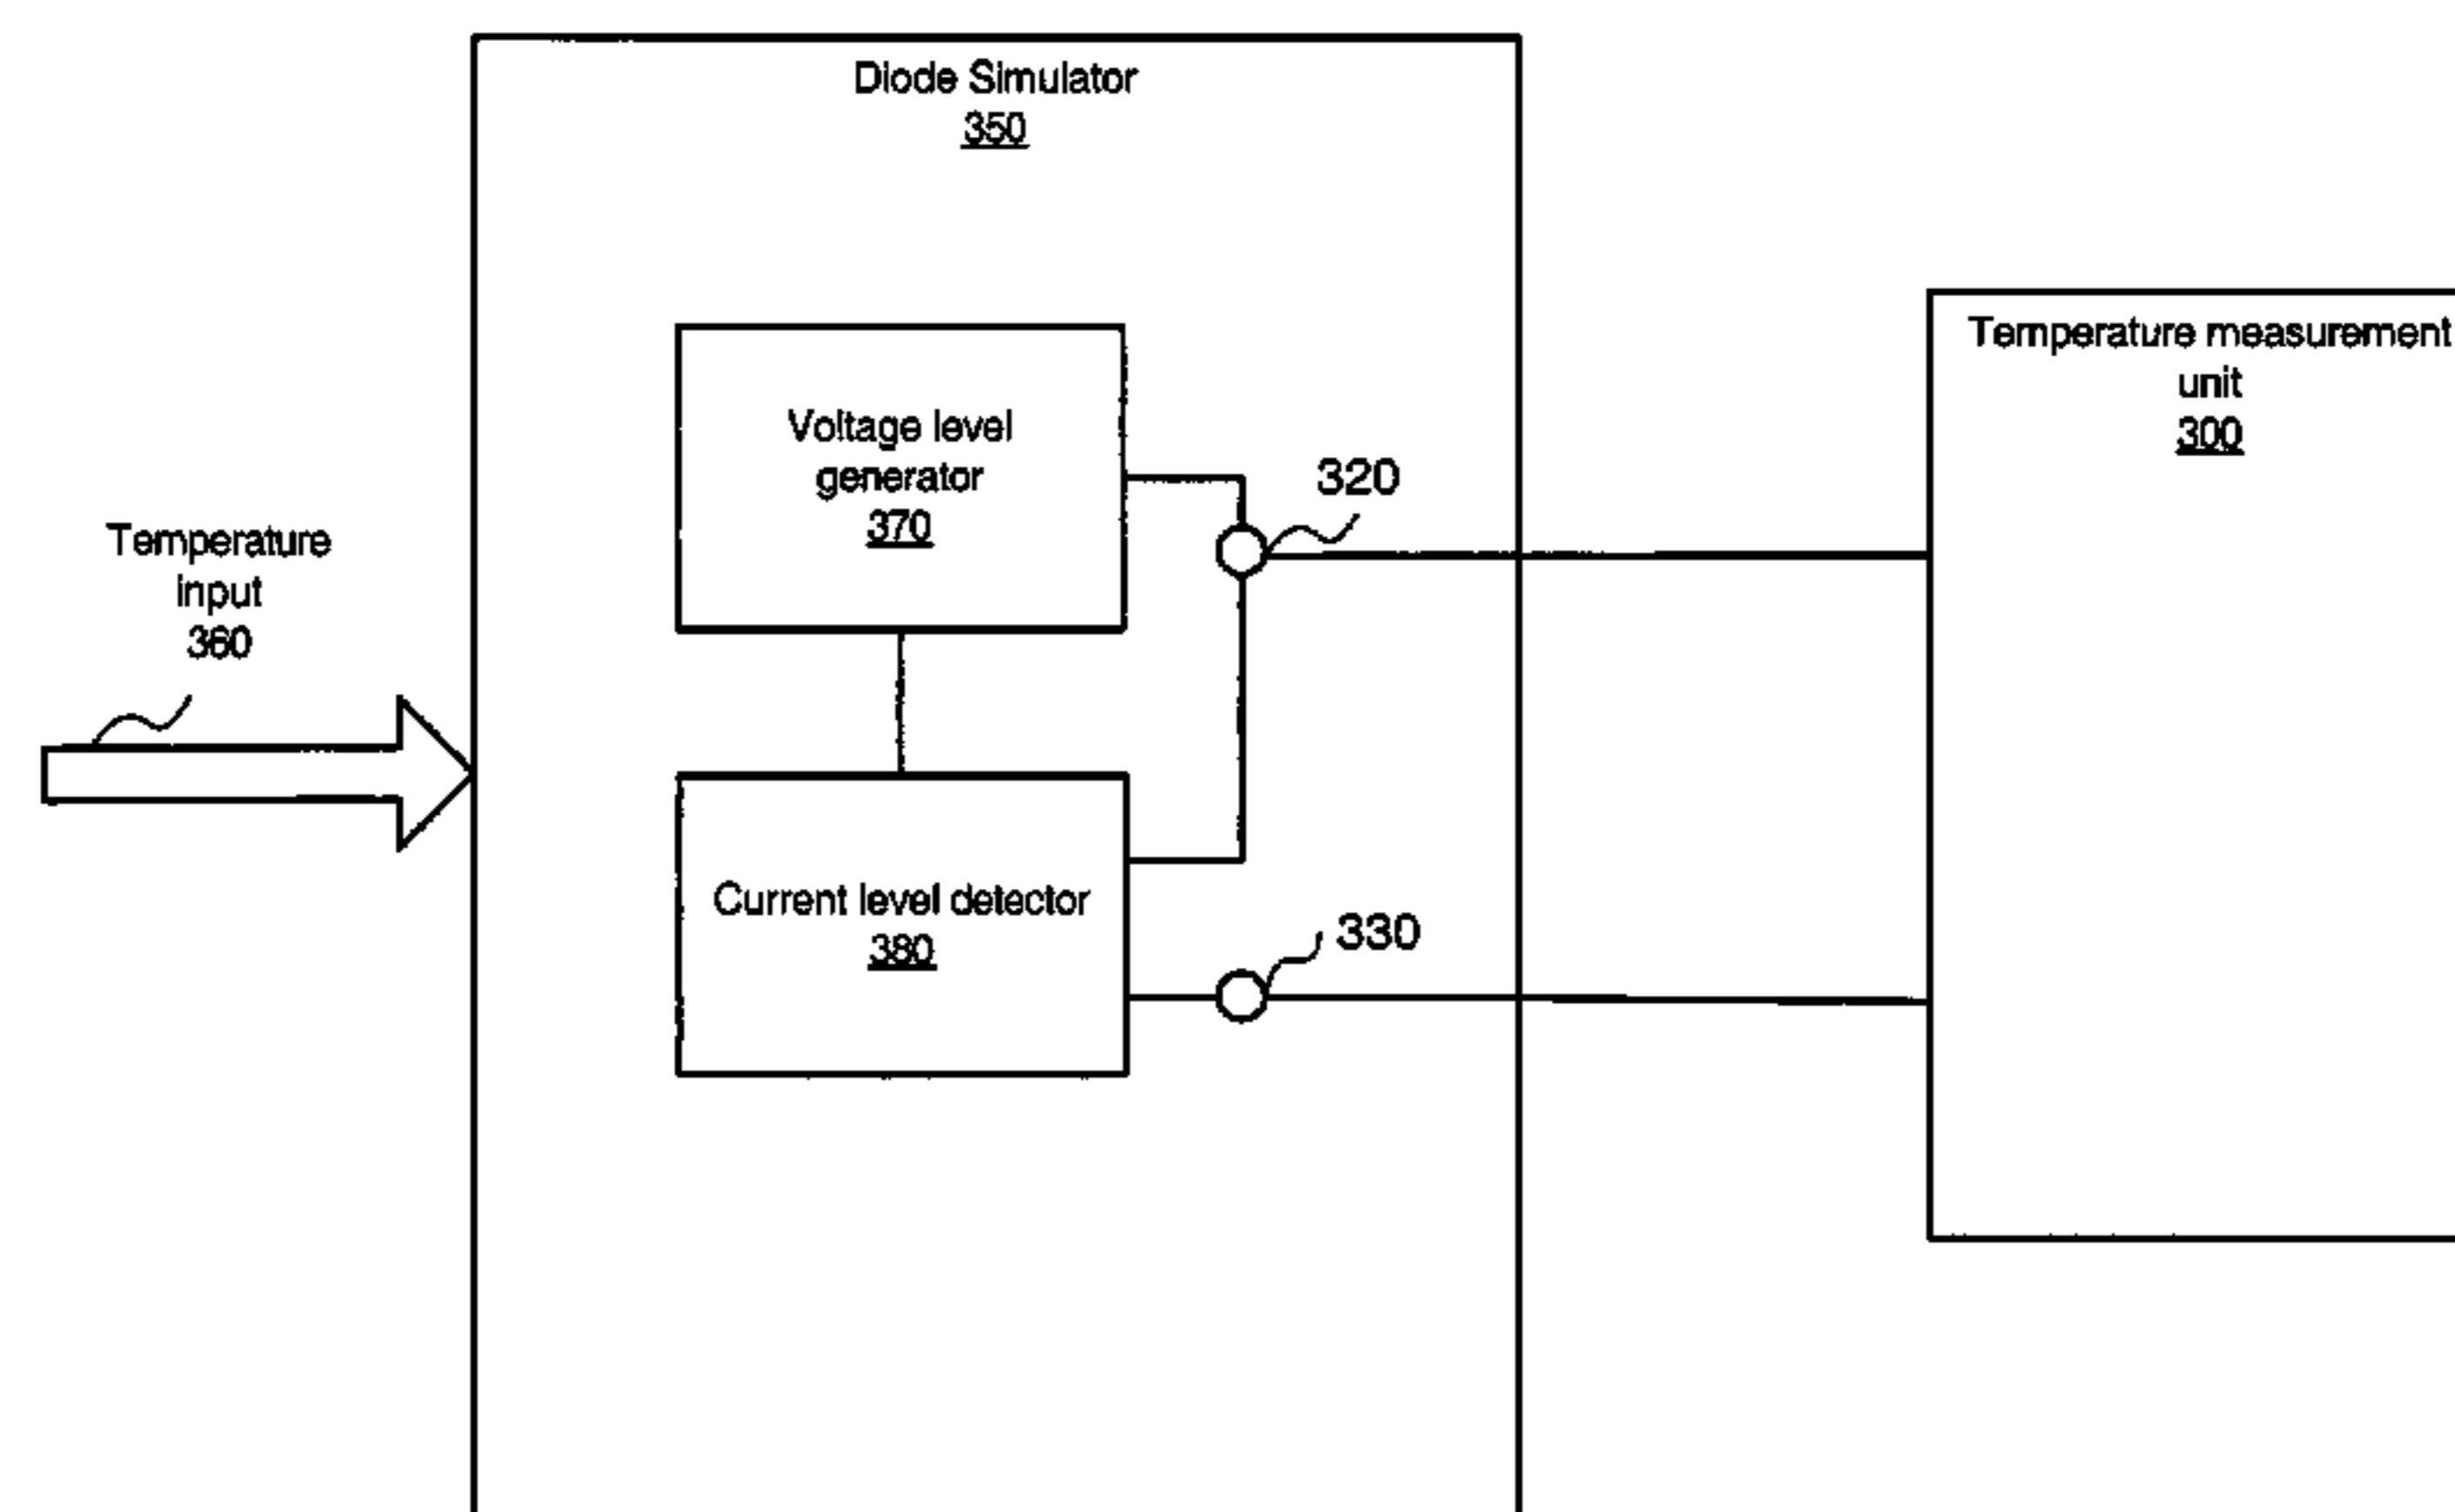 Diode Simulator
350
Temperature measurement
unit
300
Voltage level
generator
370
320
Temperature
input
360
Current level detector
380
330